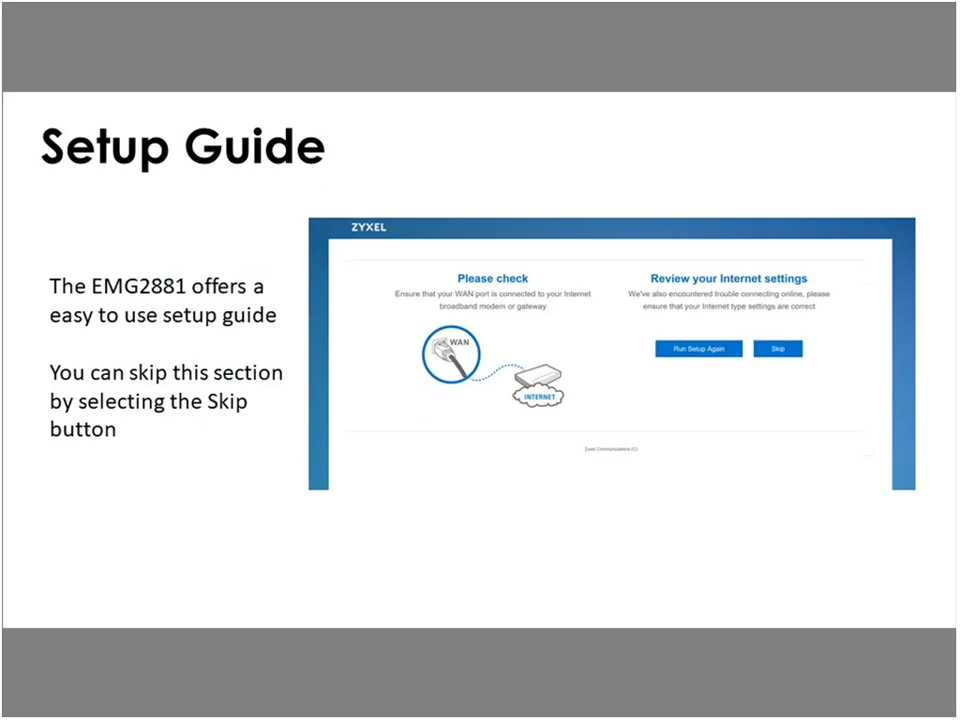 Setup Guide
The EMG2881 offers a
easy to use setup guide
You can skip this section
by selecting the Skip
button
ZYXEL
Please check
Ensure that your WAN port is connected to your Internet
broadband modem or gateway
WAN
INTERNET
Review your Internet settings
We've also encountered trouble connecting online, please
ensure that your Internet type settings are correct
Run Setup Again
Skip
Zyxel Communications (C)